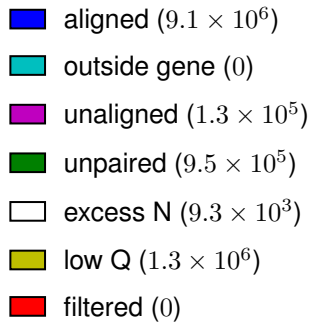 aligned (9.1 × 10⁶)
outside gene (0)
unaligned (1.3 × 10⁵)
unpaired (9.5 × 10⁵)
excess N (9.3 × 10³)
low Q (1.3 × 10⁶)
filtered (0)